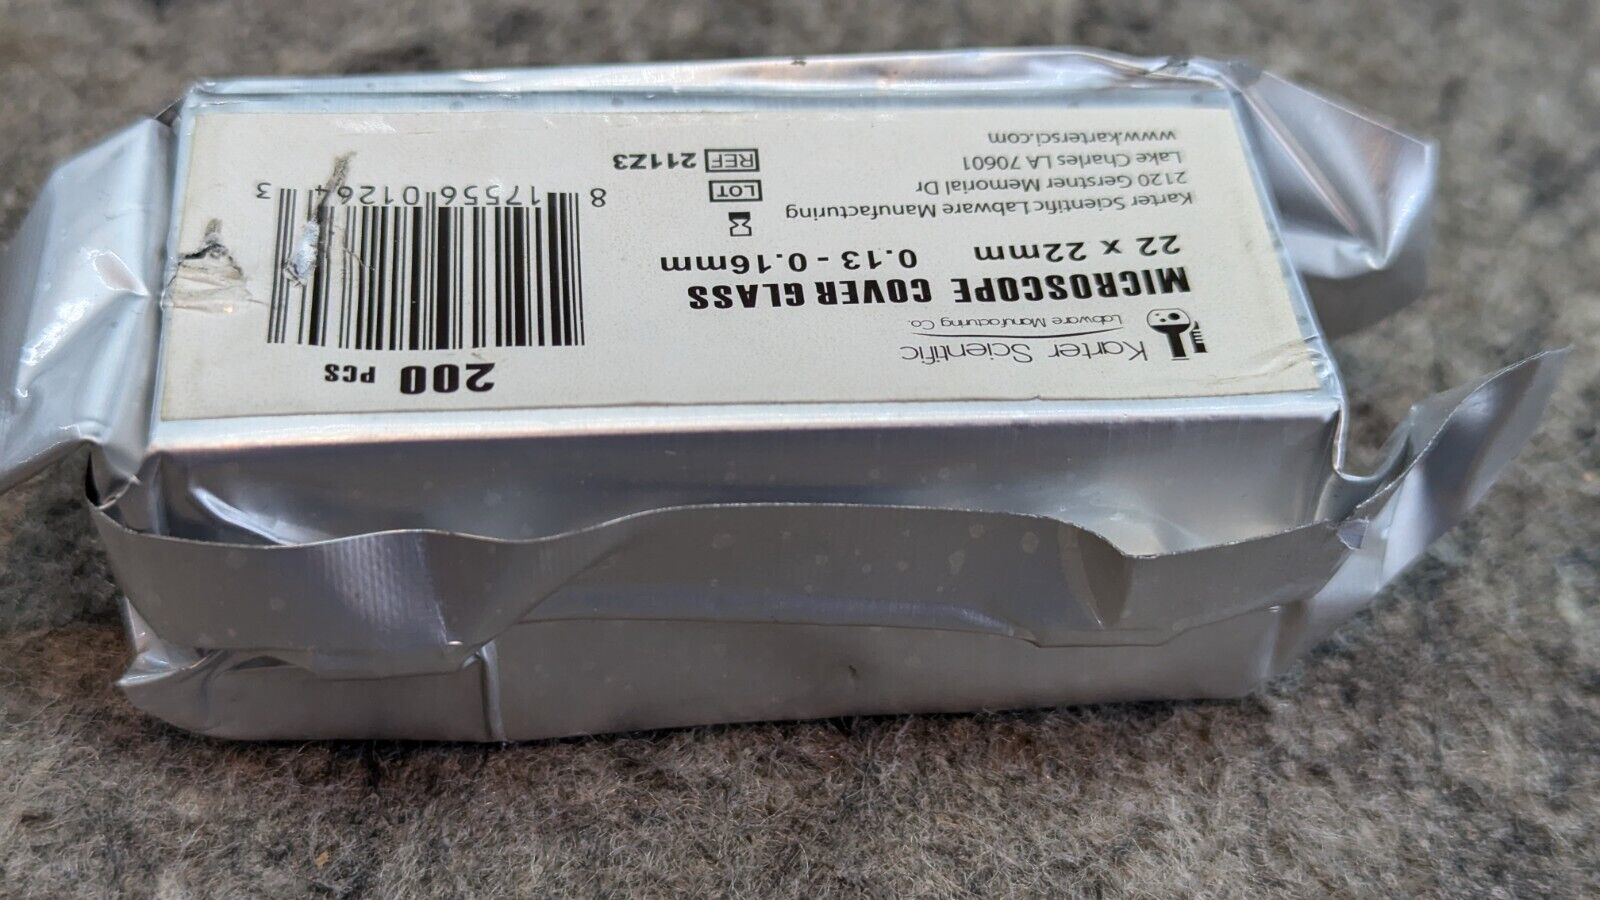 Karter Scientific
Labware Manufacturing Co.
200 PCS
MICROSCOPE COVER GLASS
22 x 22mm 0.13 - 0.16mm
Karter Scientific Labware Manufacturing
2120 Gerstner Memorial Dr
Lake Charles LA 70601
www.kartersci.com
LOT
REF 211Z3
8 17556 01264 3